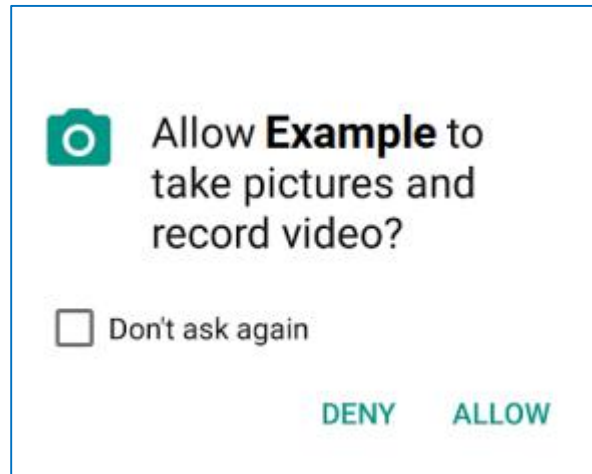 Allow Example to
take pictures and
record video?
Don't ask again
DENY ALLOW